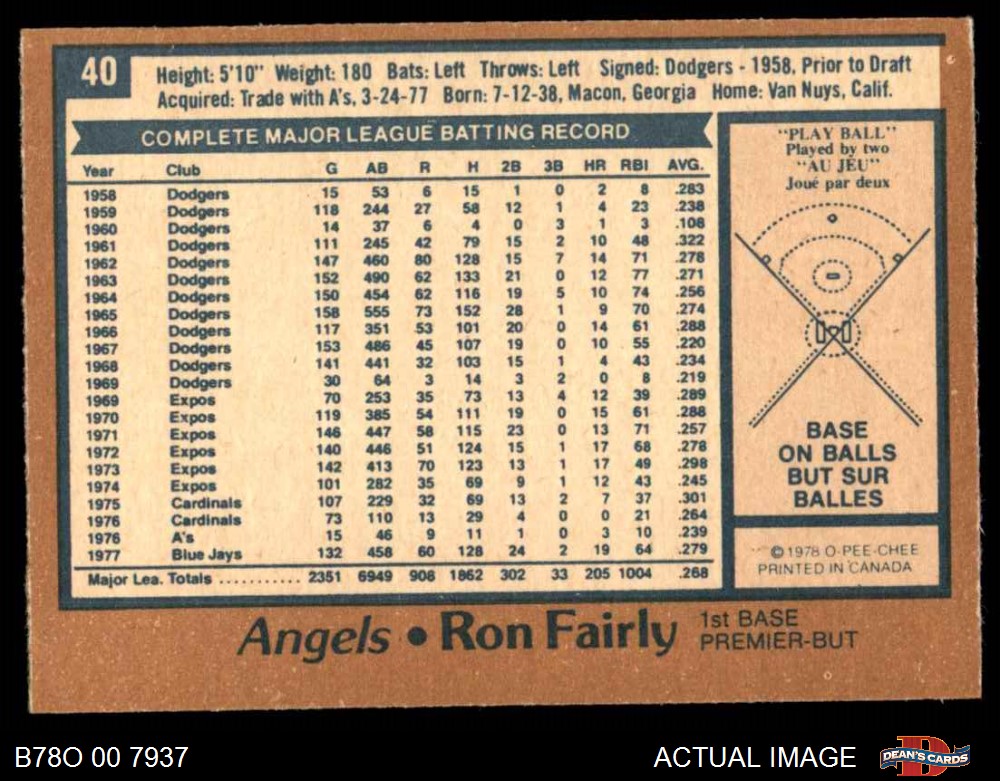 40
Height: 5'10" Weight: 180 Bats: Left Throws: Left Signed: Dodgers - 1958, Prior to Draft
Acquired: Trade with A's, 3-24-77 Born: 7-12-38, Macon, Georgia Home: Van Nuys, Calif.
COMPLETE MAJOR LEAGUE BATTING RECORD
Year Club G AB R H 2B 3B HR RBI AVG.
1958 Dodgers 15 53 6 15 1 0 2 8 .283
1959 Dodgers 118 244 27 58 12 1 4 23 .238
1960 Dodgers 14 37 6 4 0 3 1 3 .108
1961 Dodgers 111 245 42 79 15 2 10 48 .322
1962 Dodgers 147 460 80 128 15 7 14 71 .278
1963 Dodgers 152 490 62 133 21 0 12 77 .271
1964 Dodgers 150 454 62 116 19 5 10 74 .256
1965 Dodgers 158 555 73 152 28 1 9 70 .274
1966 Dodgers 117 351 53 101 20 0 14 61 .288
1967 Dodgers 153 486 45 107 19 0 10 55 .220
1968 Dodgers 141 441 32 103 15 1 4 43 .234
1969 Dodgers 30 64 3 14 3 2 0 8 .219
1969 Expos 70 253 35 73 13 4 12 39 .289
1970 Expos 119 385 54 111 19 0 15 61 .288
1971 Expos 146 447 58 115 23 0 13 71 .257
1972 Expos 140 446 51 124 15 1 17 68 .278
1973 Expos 142 413 70 123 13 1 17 49 .298
1974 Expos 101 282 35 69 9 1 12 43 .245
1975 Cardinals 107 229 32 69 13 2 7 37 .301
1976 Cardinals 73 110 13 29 4 0 0 21 .264
1976 A's 15 46 9 11 1 0 3 10 .239
1977 Blue Jays 132 458 60 128 24 2 19 64 .279
Major Lea. Totals ........... 2351 6949 908 1862 302 33 205 1004 .268
"PLAY BALL"
Played by two
"AU JEU"
Joué par deux
BASE
ON BALLS
BUT SUR
BALLES
© 1978 O-PEE-CHEE
PRINTED IN CANADA
Angels • Ron Fairly 1st BASE
PREMIER-BUT
B78O 00 7937
ACTUAL IMAGE
DEAN'S CARDS